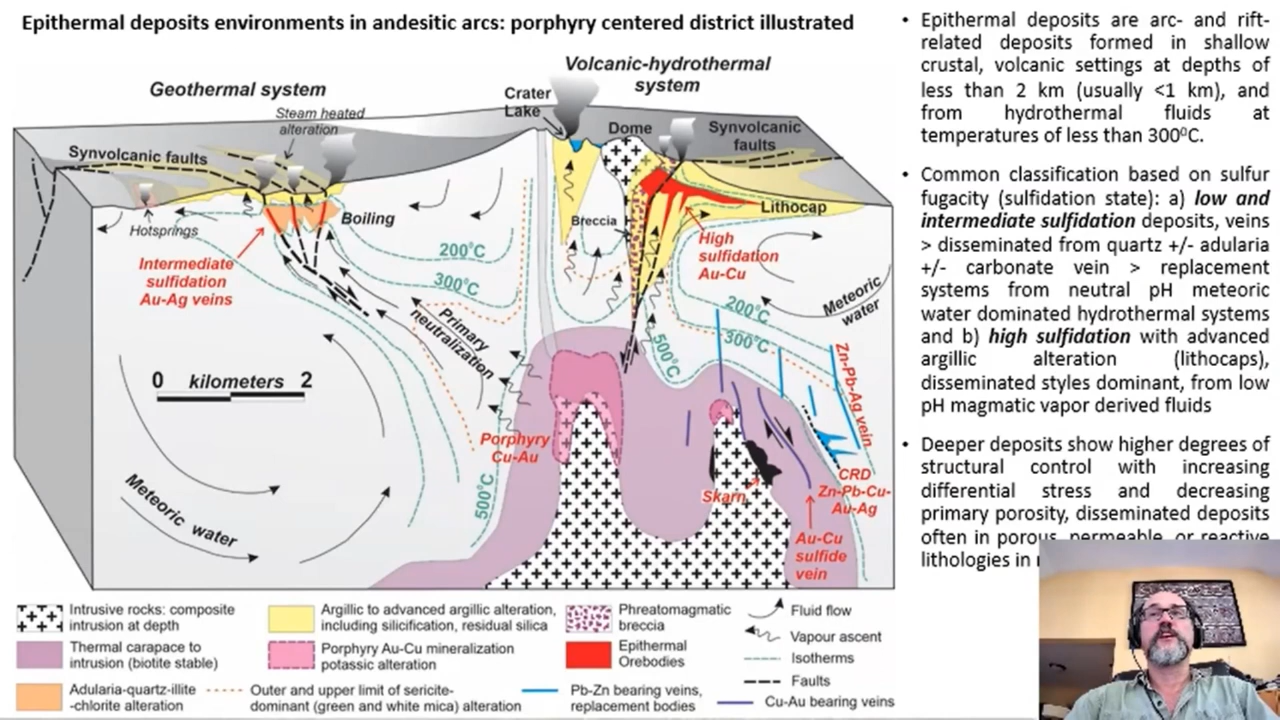 Epithermal deposits environments in andesitic arcs: porphyry centered district illustrated
Volcanic-hydrothermal
system
Geothermal system
Crater
Lake
Steam heated
alteration
Dome
Synvolcanic
faults
Synvolcanic faults
Hotsprings
Boiling
Breccia
Lithocap
Intermediate
sulfidation
Au-Ag veins
200°C
300°C
High
sulfidation
Au-Cu
Meteoric
water
Primary
neutralization
200°C
300°C
500°C
Zn-Pb-Ag vein
0 kilometers 2
Porphyry
Cu-Au
500°C
Meteoric water
Skarn
CRD
Zn-Pb-Cu-
Au-Ag
Au-Cu
sulfide
vein
Intrusive rocks: composite
intrusion at depth
Argillic to advanced argillic alteration,
including silicification, residual silica
Phreatomagmatic
breccia
Fluid flow
Vapour ascent
Thermal carapace to
intrusion (biotite stable)
Porphyry Au-Cu mineralization
potassic alteration
Epithermal
Orebodies
Isotherms
Faults
Adularia-quartz-illite
-chlorite alteration
Outer and upper limit of sericite-
dominant (green and white mica) alteration
Pb-Zn bearing veins,
replacement bodies
Cu-Au bearing veins
• Epithermal deposits are arc- and rift-
related deposits formed in shallow
crustal, volcanic settings at depths of
less than 2 km (usually <1 km), and
from hydrothermal fluids at
temperatures of less than 300⁰C.
• Common classification based on sulfur
fugacity (sulfidation state): a) low and
intermediate sulfidation deposits, veins
> disseminated from quartz +/- adularia
+/- carbonate vein > replacement
systems from neutral pH meteoric
water dominated hydrothermal systems
and b) high sulfidation with advanced
argillic alteration (lithocaps),
disseminated styles dominant, from low
pH magmatic vapor derived fluids
• Deeper deposits show higher degrees of
structural control with increasing
differential stress and decreasing
primary porosity, disseminated deposits
often in porous, permeable, or reactive
lithologies in